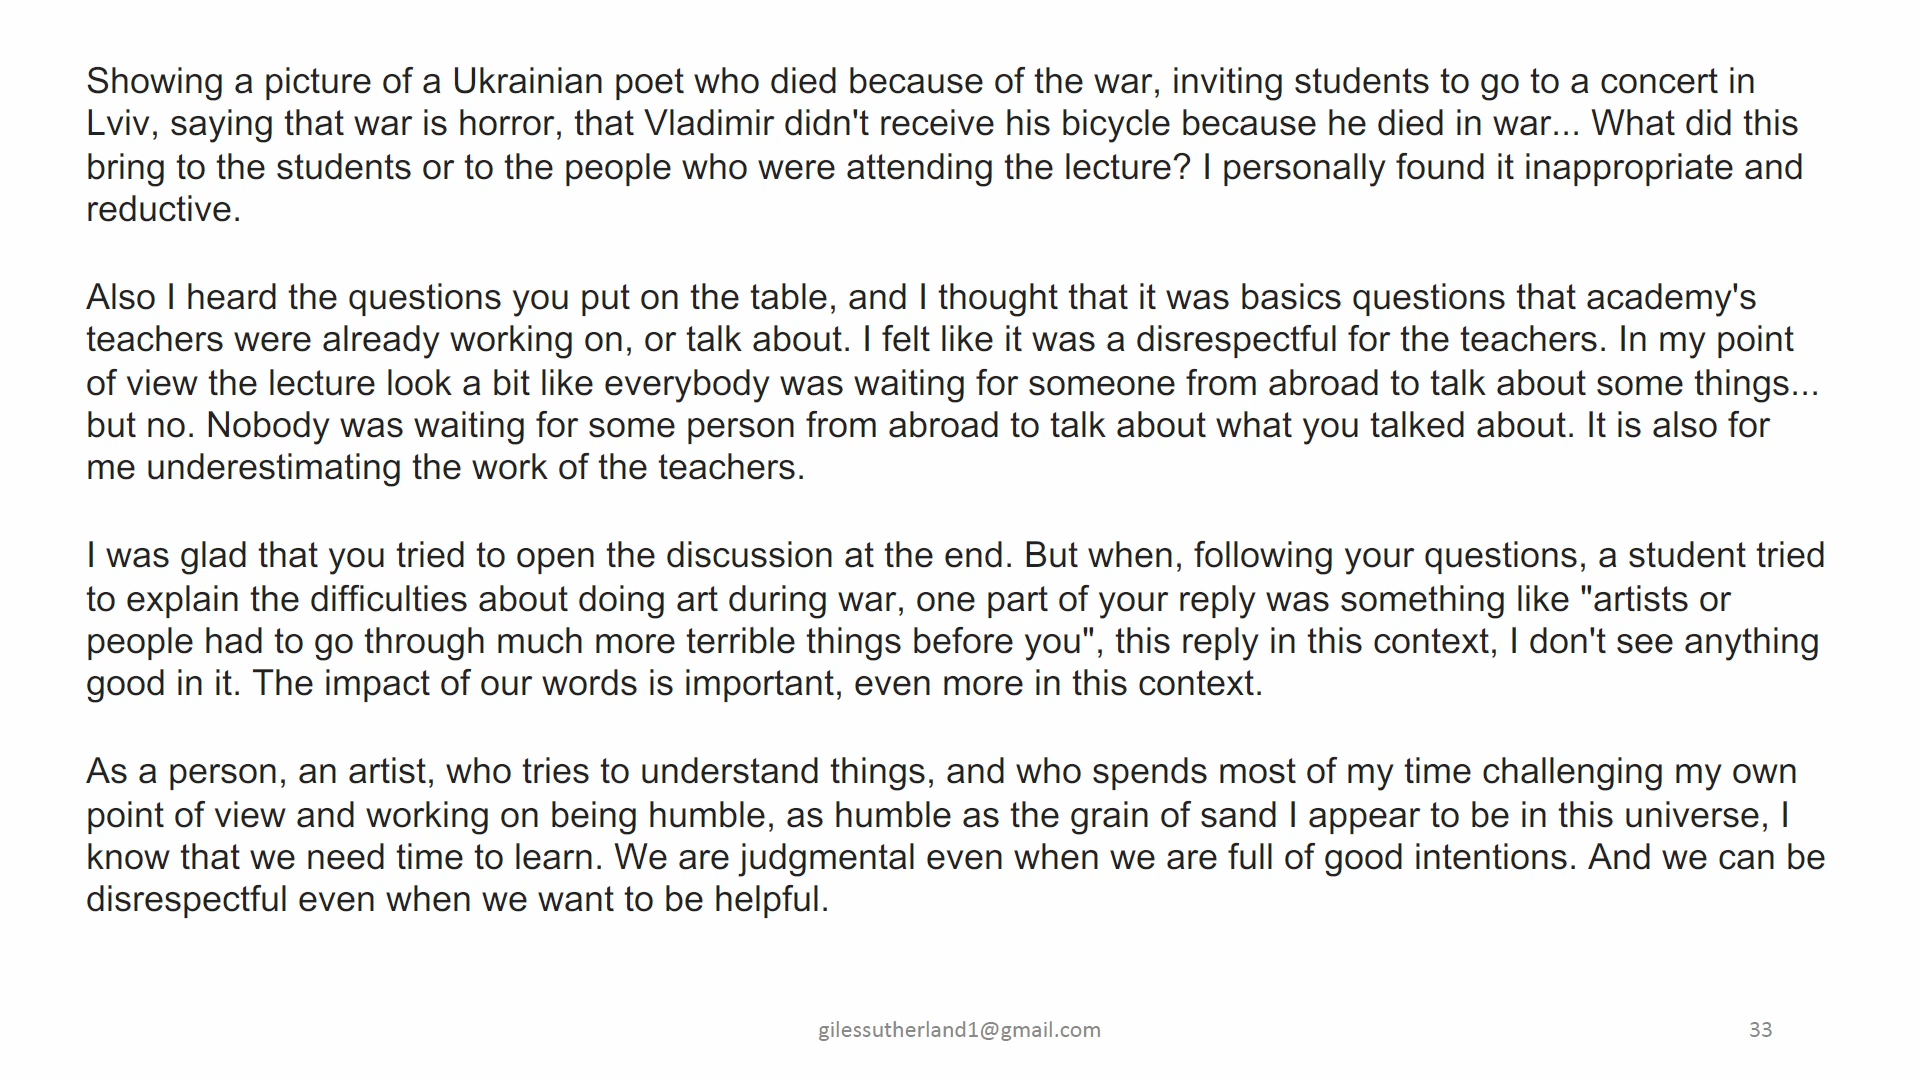 Showing a picture of a Ukrainian poet who died because of the war, inviting students to go to a concert in
Lviv, saying that war is horror, that Vladimir didn't receive his bicycle because he died in war... What did this
bring to the students or to the people who were attending the lecture? I personally found it inappropriate and
reductive.
Also I heard the questions you put on the table, and I thought that it was basics questions that academy's
teachers were already working on, or talk about. I felt like it was a disrespectful for the teachers. In my point
of view the lecture look a bit like everybody was waiting for someone from abroad to talk about some things...
but no. Nobody was waiting for some person from abroad to talk about what you talked about. It is also for
me underestimating the work of the teachers.
I was glad that you tried to open the discussion at the end. But when, following your questions, a student tried
to explain the difficulties about doing art during war, one part of your reply was something like "artists or
people had to go through much more terrible things before you", this reply in this context, I don't see anything
good in it. The impact of our words is important, even more in this context.
As a person, an artist, who tries to understand things, and who spends most of my time challenging my own
point of view and working on being humble, as humble as the grain of sand I appear to be in this universe, I
know that we need time to learn. We are judgmental even when we are full of good intentions. And we can be
disrespectful even when we want to be helpful.
gilessutherland1@gmail.com
33